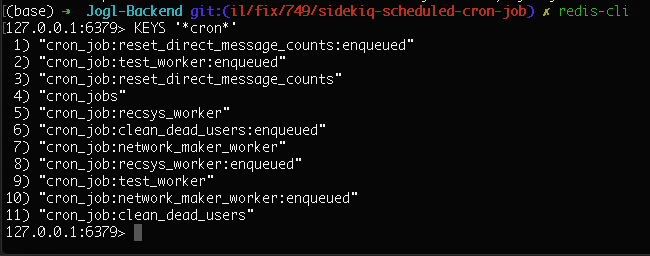 (base) ➜ Jogl-Backend git:(il/fix/749/sidekiq-scheduled-cron-job) ✗ redis-cli
127.0.0.1:6379> KEYS '*cron*'
1) "cron_job:reset_direct_message_counts:enqueued"
2) "cron_job:test_worker:enqueued"
3) "cron_job:reset_direct_message_counts"
4) "cron_jobs"
5) "cron_job:recsys_worker"
6) "cron_job:clean_dead_users:enqueued"
7) "cron_job:network_maker_worker"
8) "cron_job:recsys_worker:enqueued"
9) "cron_job:test_worker"
10) "cron_job:network_maker_worker:enqueued"
11) "cron_job:clean_dead_users"
127.0.0.1:6379>